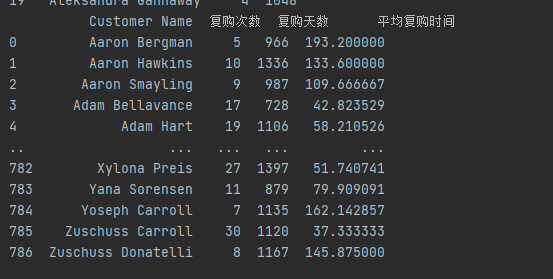 19 Aleksandra Gannaway 4 1048
Customer Name 复购次数 复购天数 平均复购时间
0 Aaron Bergman 5 966 193.200000
1 Aaron Hawkins 10 1336 133.600000
2 Aaron Smayling 9 987 109.666667
3 Adam Bellavance 17 728 42.823529
4 Adam Hart 19 1106 58.210526
.. ... ... ... ...
782 Xylona Preis 27 1397 51.740741
783 Yana Sorensen 11 879 79.909091
784 Yoseph Carroll 7 1135 162.142857
785 Zuschuss Carroll 30 1120 37.333333
786 Zuschuss Donatelli 8 1167 145.875000